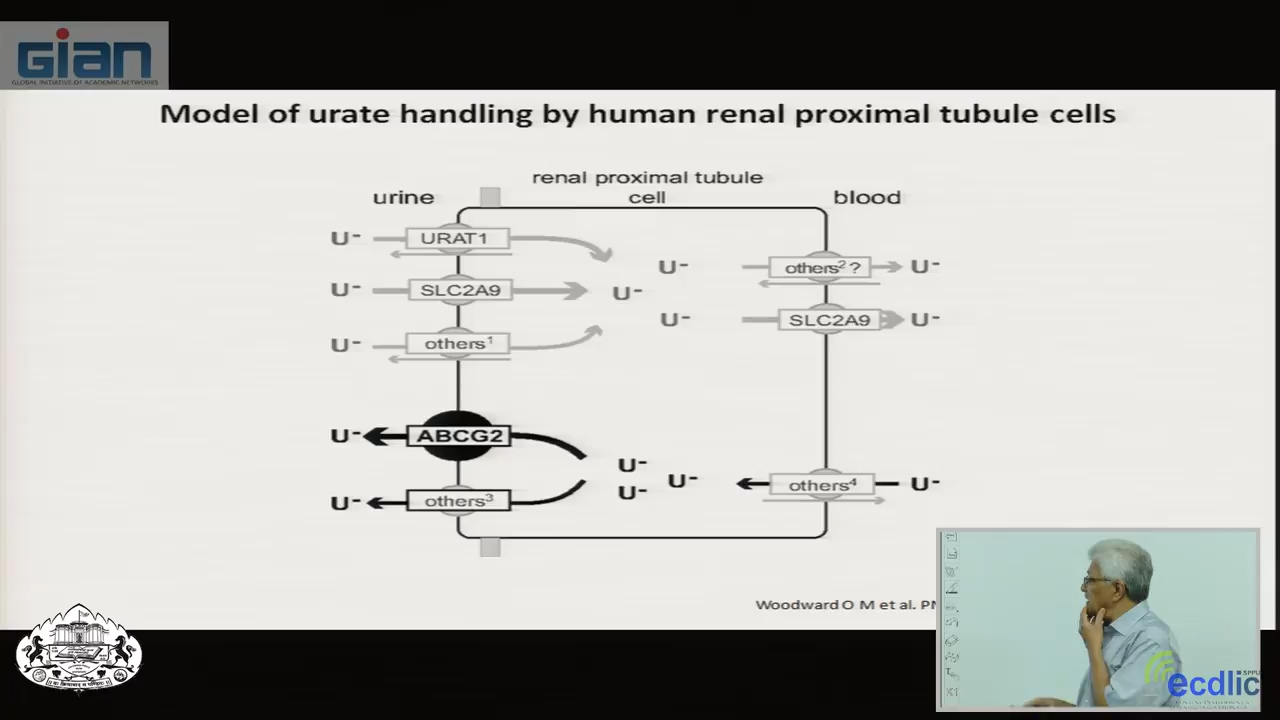 GIAN
GLOBAL INITIATIVE OF ACADEMIC NETWORKS
Model of urate handling by human renal proximal tubule cells
urine
renal proximal tubule
cell
blood
U⁻ URAT1
U⁻ SLC2A9
U⁻ others¹
U⁻
U⁻
U⁻
others² ? U⁻
SLC2A9 U⁻
U⁻ ABCG2
U⁻ others³
U⁻
U⁻
U⁻
others⁴ U⁻
Woodward O M et al.
SPPU
ecdlic